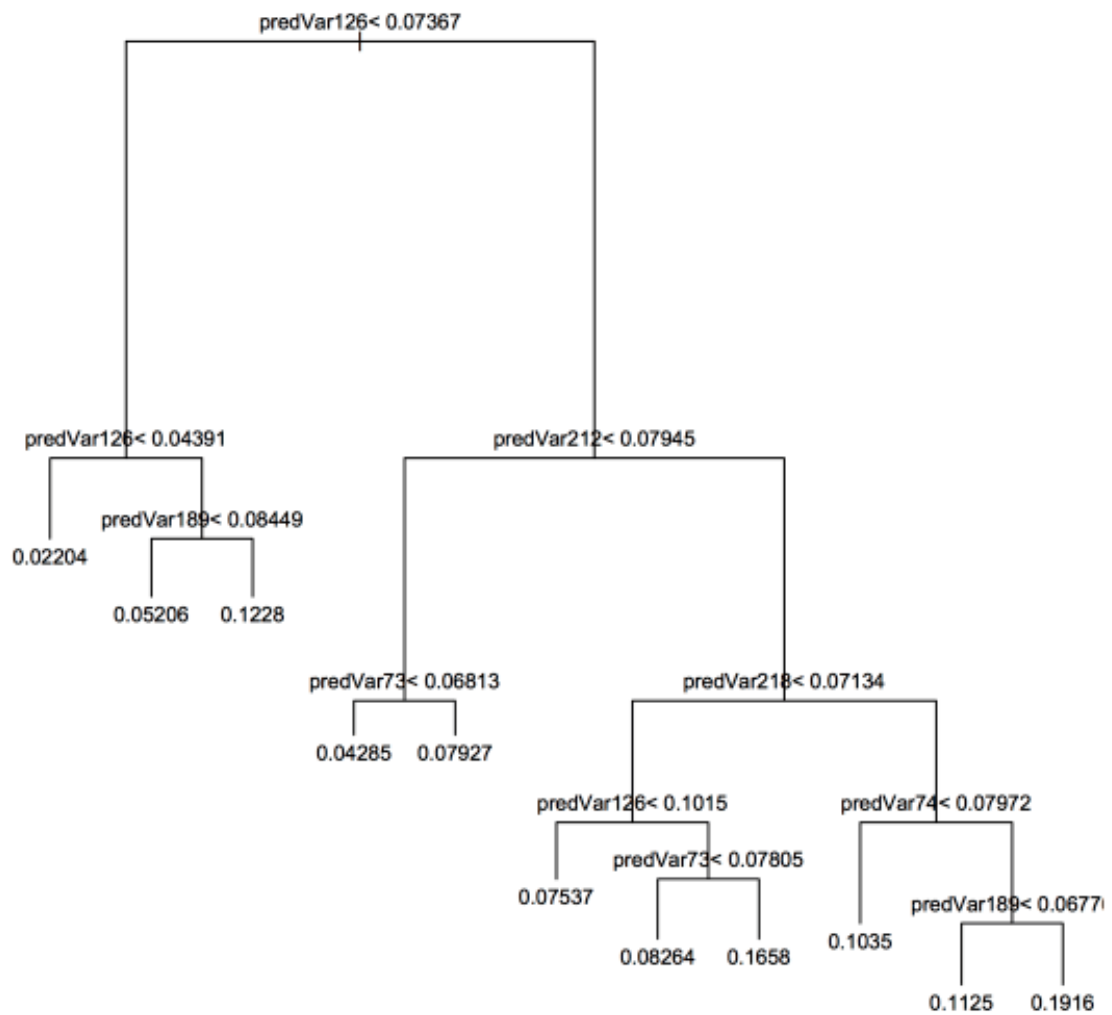 predVar126< 0.07367
predVar126< 0.04391
predVar212< 0.07945
predVar189< 0.08449
0.02204
0.05206
0.1228
predVar73< 0.06813
predVar218< 0.07134
0.04285
0.07927
predVar126< 0.1015
predVar74< 0.07972
predVar73< 0.07805
0.07537
predVar189<
0.08264
0.1658
0.1035
0.1125
0.1916